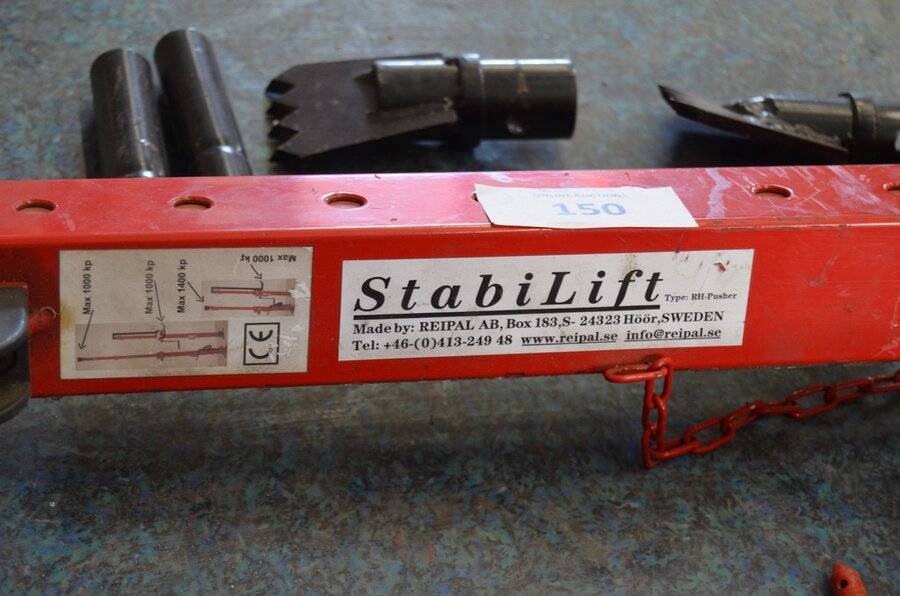 ONLINE AUCTIONS
150
Max 1000 kp
Max 1000 kp
Max 1400 kp
Max 1000 kp
CE
StabiLift Type: RH-Pusher
Made by: REIPAL AB, Box 183,S- 24323 Höör,SWEDEN
Tel: +46-(0)413-249 48 www.reipal.se info@reipal.se